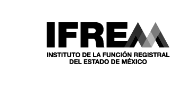 IFREM
INSTITUTO DE LA FUNCIÓN REGISTRAL
DEL ESTADO DE MÉXICO